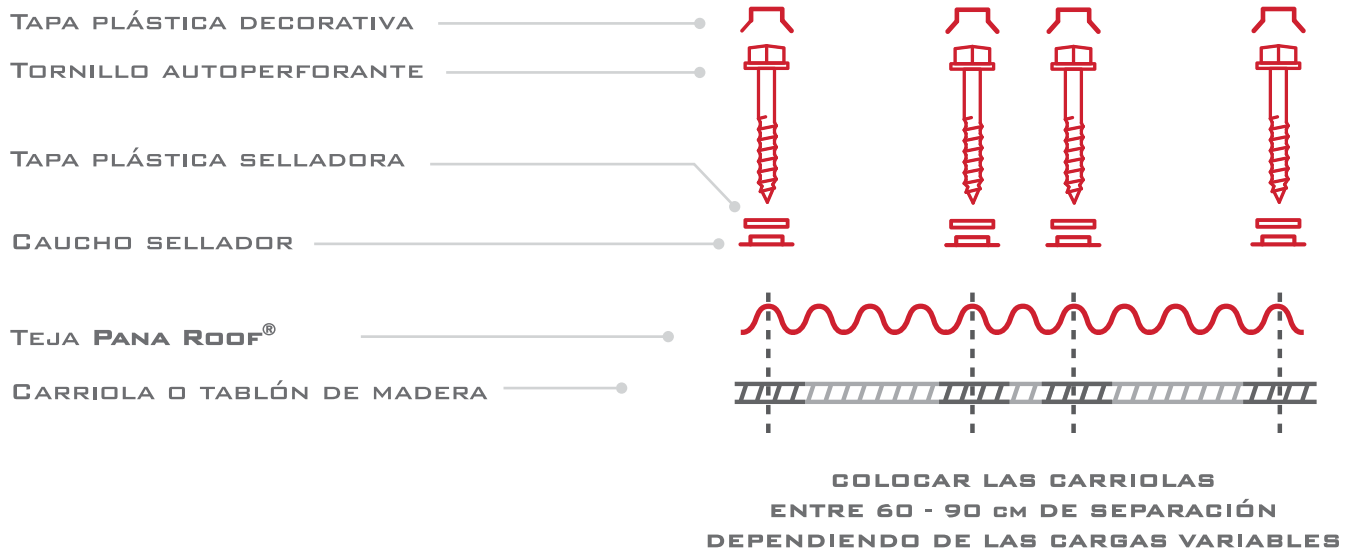 TAPA PLÁSTICA DECORATIVA
TORNILLO AUTOPERFORANTE
TAPA PLÁSTICA SELLADORA
CAUCHO SELLADOR
TEJA PANA ROOF®
CARRIOLA O TABLÓN DE MADERA
COLOCAR LAS CARRIOLAS
ENTRE 60 - 90 CM DE SEPARACIÓN
DEPENDIENDO DE LAS CARGAS VARIABLES